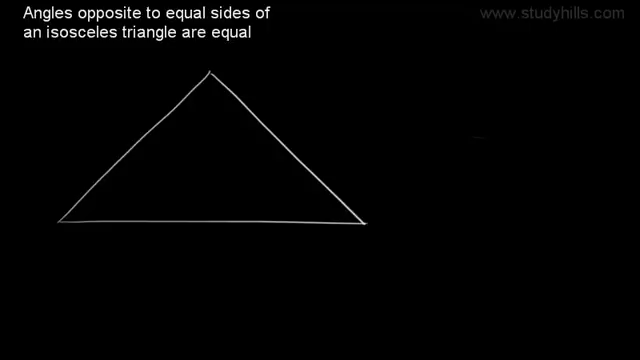 Angles opposite to equal sides of
an isosceles triangle are equal
www.studyhills.com